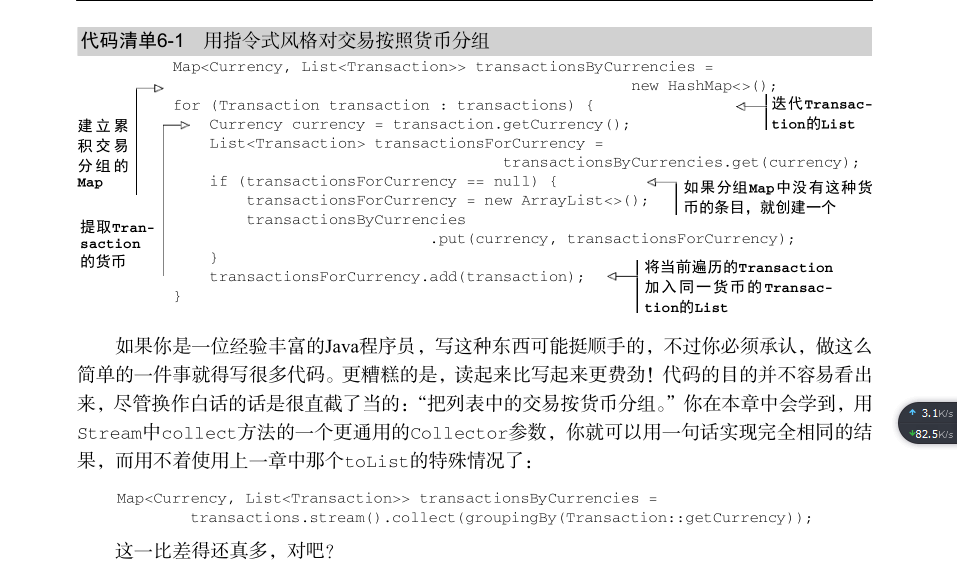 代码清单6-1 用指令式风格对交易按照货币分组
Map<Currency, List<Transaction>> transactionsByCurrencies =
new HashMap<>();
建立累
积交易
分组的
Map
for (Transaction transaction : transactions) {
迭代Transac-
tion的List
Currency currency = transaction.getCurrency();
提取Tran-
saction
的货币
List<Transaction> transactionsForCurrency =
transactionsByCurrencies.get(currency);
if (transactionsForCurrency == null) {
如果分组Map中没有这种货
币的条目，就创建一个
transactionsForCurrency = new ArrayList<>();
transactionsByCurrencies
.put(currency, transactionsForCurrency);
}
transactionsForCurrency.add(transaction);
将当前遍历的Transaction
加入同一货币的Transac-
tion的List
}
如果你是一位经验丰富的Java程序员，写这种东西可能挺顺手的，不过你必须承认，做这么
简单的一件事就得写很多代码。更糟糕的是，读起来比写起来更费劲！代码的目的并不容易看出
来，尽管换作白话的话是很直截了当的：“把列表中的交易按货币分组。”你在本章中会学到，用
Stream中collect方法的一个更通用的Collector参数，你就可以用一句话实现完全相同的结
果，而用不着使用上一章中那个toList的特殊情况了：
Map<Currency, List<Transaction>> transactionsByCurrencies =
transactions.stream().collect(groupingBy(Transaction::getCurrency));
这一比差得还真多，对吧？
3.1K/s
82.5K/s